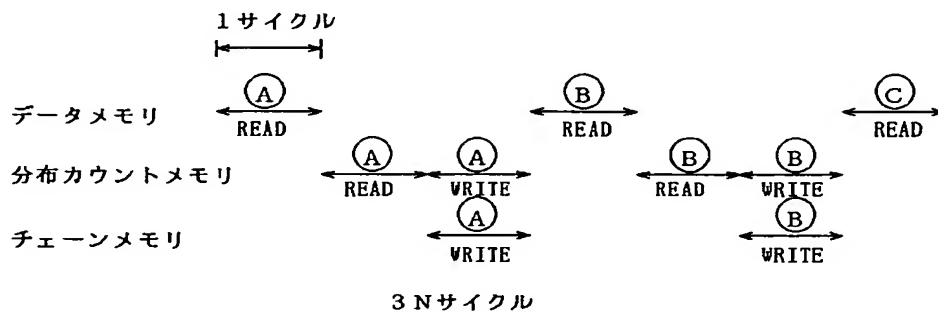 1サイクル
A B C
データメモリ READ READ READ
A A B B
分布カウントメモリ READ WRITE READ WRITE
A B
チェーンメモリ WRITE WRITE
3Nサイクル